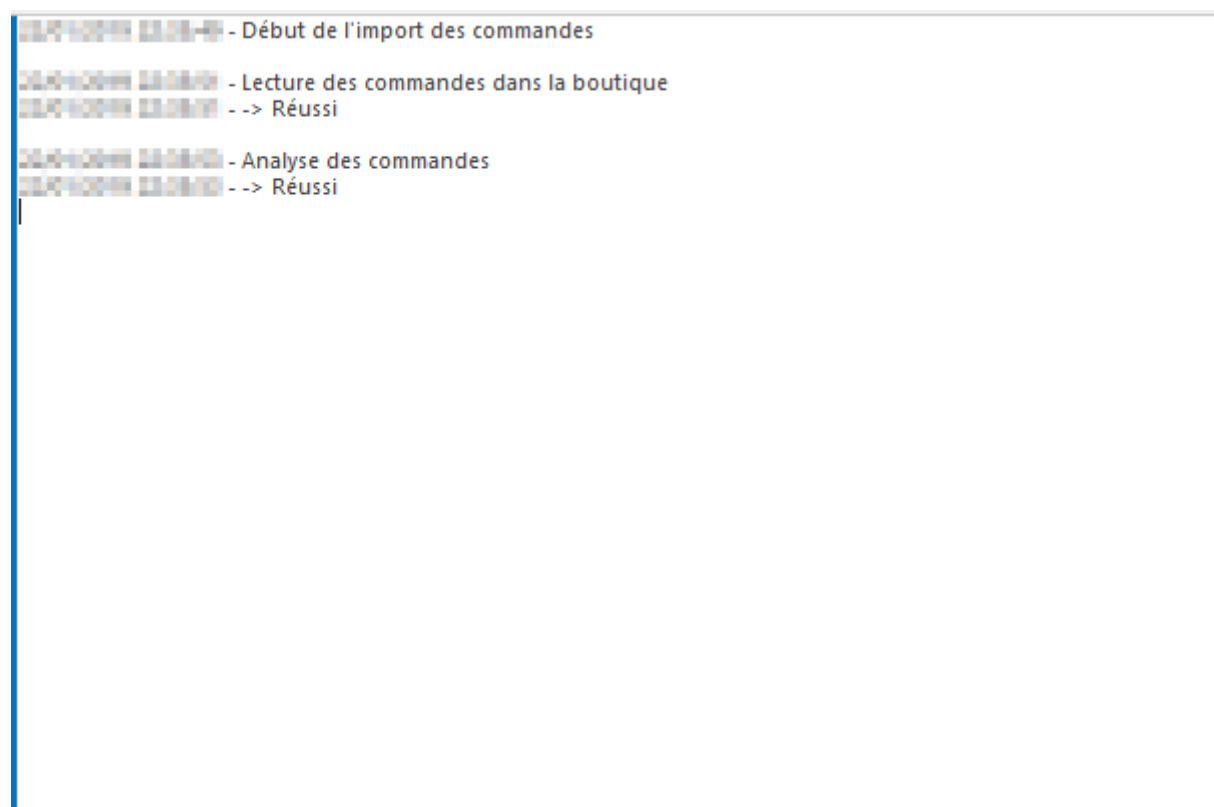 - Début de l'import des commandes
- Lecture des commandes dans la boutique
- --> Réussi
- Analyse des commandes
- --> Réussi